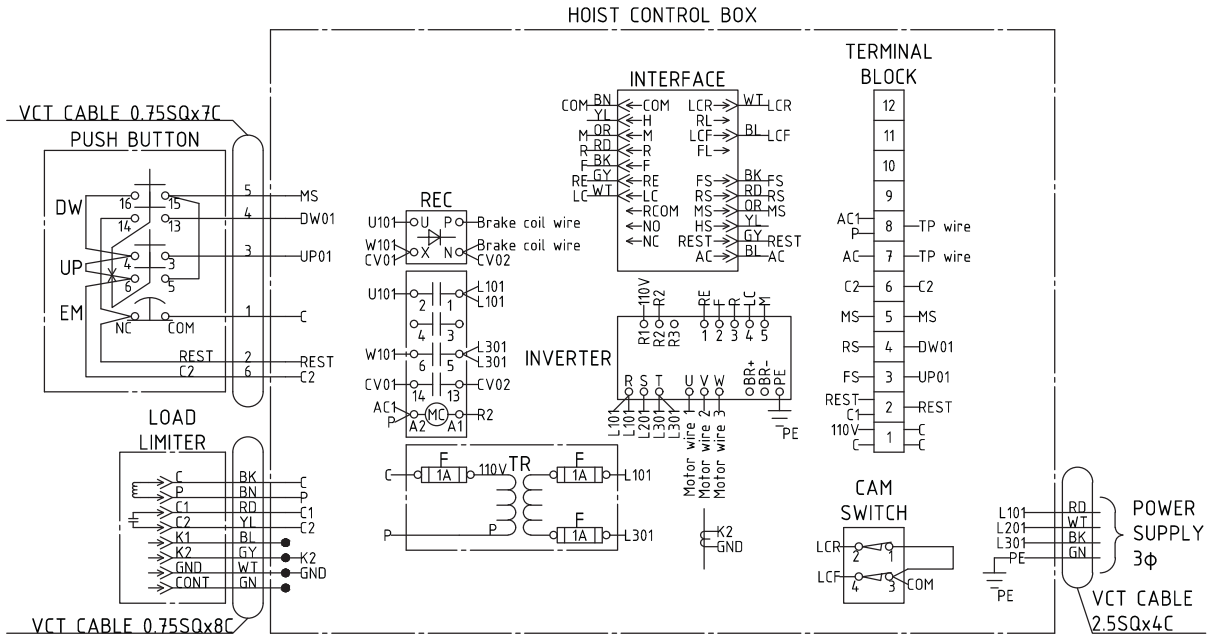 HOIST CONTROL BOX
VCT CABLE 0.75SQx7C
PUSH BUTTON
DW
16 15
14 13
UP
4 3
6 5
EM
NC COM
REST
C2
5 MS
4 DW01
3 UP01
1 C
2 REST
6 C2
LOAD
LIMITER
C BK C
P BN P
C1 RD C1
C2 YL C2
K1 BL
K2 GY K2
GND WT GND
CONT GN
VCT CABLE 0.75SQx8C
REC
U101 U P Brake coil wire
W101 X N Brake coil wire
CV01 CV02
U101 2 1 L101
L101
4 3
W101 6 5 L301
L301
CV01 14 13 CV02
AC1 MC R2
P A2 A1
C F 110V TR F L101
1A 1A
P P F L301
1A
INTERFACE
COM BN COM LCR WT LCR
YL H RL
M OR M LCF BL LCF
R RD R FL
F BK F
RE GY RE FS BK FS
LC WT LC RS RD RS
RCOM MS OR MS
NO HS YL
NC REST GY REST
AC BL AC
INVERTER
110V R2 RE F R LC M
R1 R2 R3 1 2 3 4 5
R S T U V W BR+ BR- PE
L101 L101 L201 L301 L301
Motor wire 1
Motor wire 2
Motor wire 3
PE
K2
GND
TERMINAL
BLOCK
12
11
10
9
AC1 8 TP wire
P
AC 7 TP wire
C2 6 C2
MS 5 MS
RS 4 DW01
FS 3 UP01
REST 2 REST
C1
110V 1 C
C C
CAM
SWITCH
LCR 2 1
LCF 4 3 COM
L101 RD
L201 WT
L301 BK
PE GN
PE
POWER
SUPPLY
3ϕ
VCT CABLE
2.5SQx4C